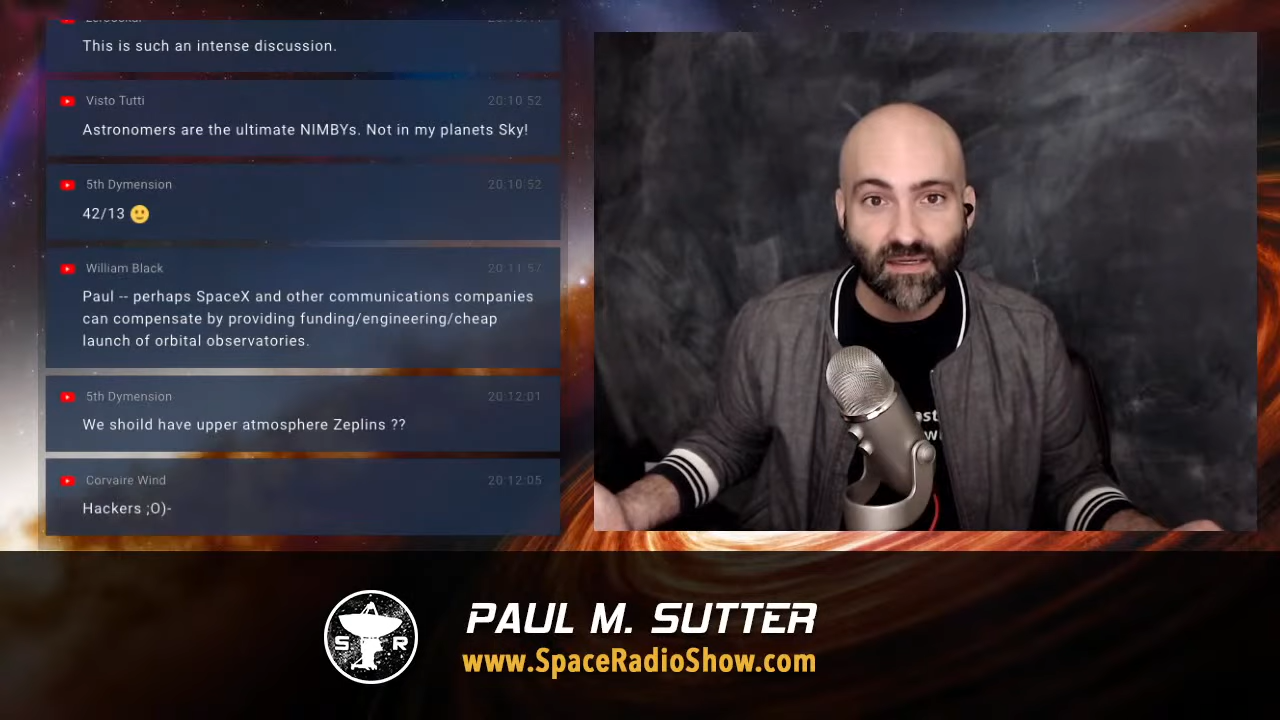 This is such an intense discussion.
Visto Tutti 20:10:52
Astronomers are the ultimate NIMBYs. Not in my planets Sky!
5th Dymension 20:10:52
42/13 🙂
William Black 20:11:57
Paul -- perhaps SpaceX and other communications companies
can compensate by providing funding/engineering/cheap
launch of orbital observatories.
5th Dymension 20:12:01
We shoild have upper atmosphere Zeplins ??
Corvaire Wind 20:12:05
Hackers ;O)-
S R
PAUL M. SUTTER
www.SpaceRadioShow.com